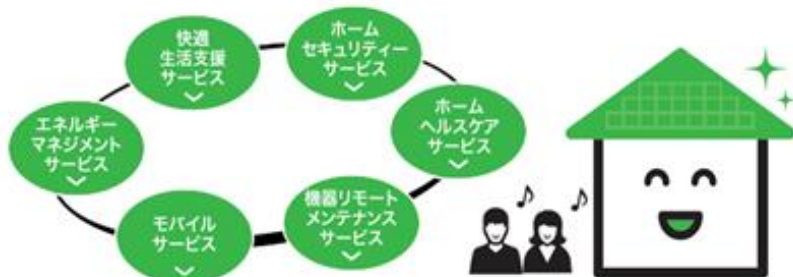 快適
生活支援
サービス
ホーム
セキュリティー
サービス
エネルギー
マネジメント
サービス
ホーム
ヘルスケア
サービス
モバイル
サービス
機器リモート
メンテナンス
サービス